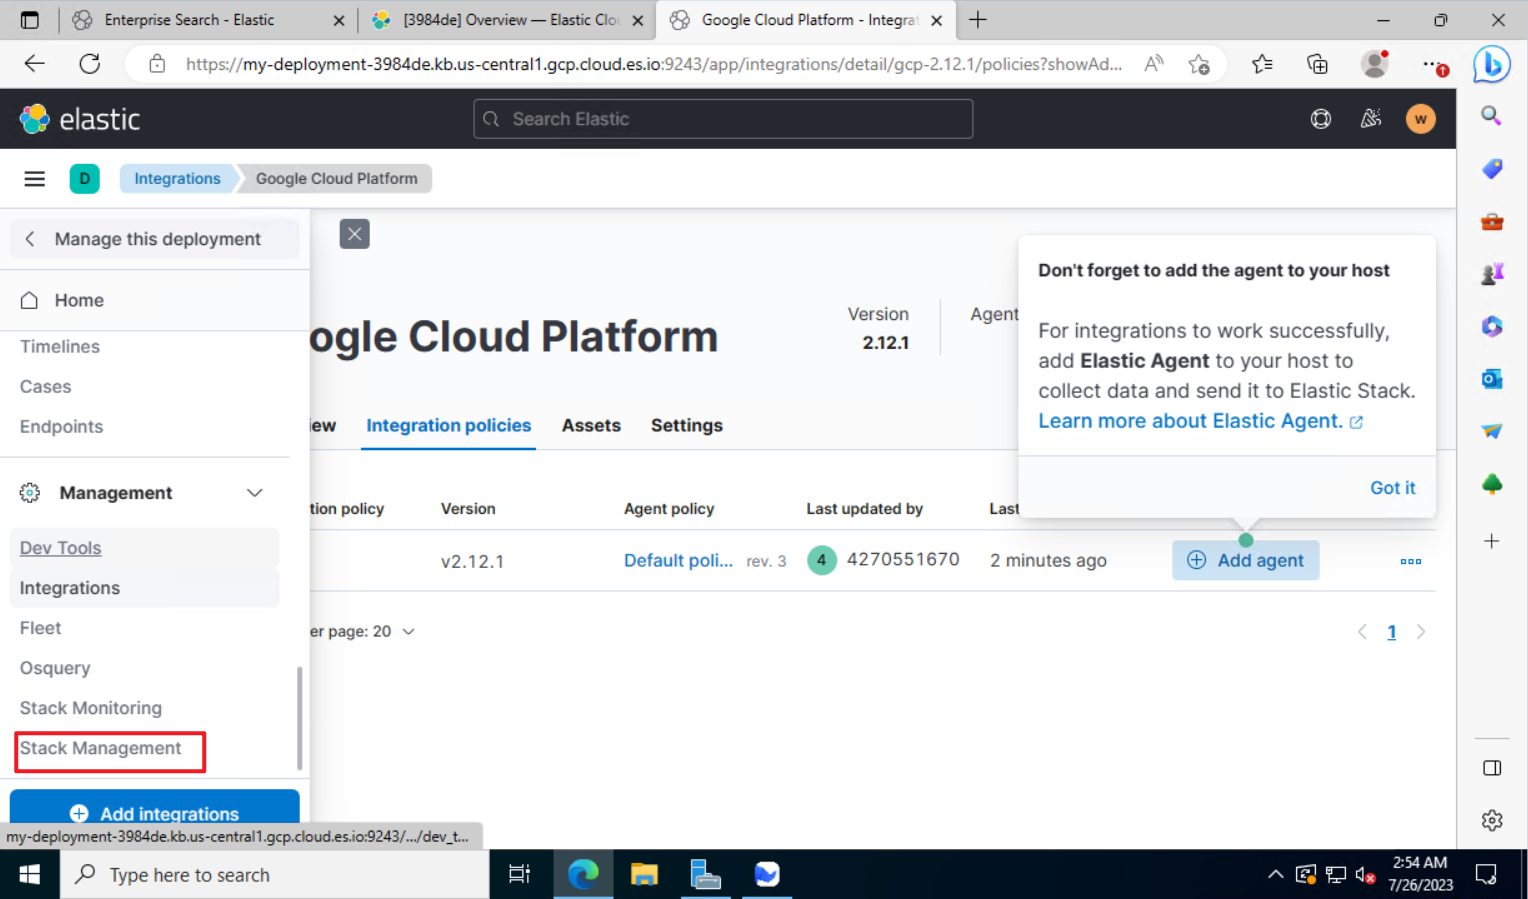 Enterprise Search - Elastic
[3984de] Overview — Elastic Clo
Google Cloud Platform - Integrat
https://my-deployment-3984de.kb.us-central1.gcp.cloud.es.io:9243/app/integrations/detail/gcp-2.12.1/policies?showAd...
elastic
Search Elastic
W
D
Integrations
Google Cloud Platform
Manage this deployment
Home
Timelines
Cases
Endpoints
Management
Dev Tools
Integrations
Fleet
Osquery
Stack Monitoring
Stack Management
Add integrations
my-deployment-3984de.kb.us-central1.gcp.cloud.es.io:9243/.../dev_t...
ogle Cloud Platform
Version
2.12.1
Agent
iew
Integration policies
Assets
Settings
tion policy
Version
Agent policy
Last updated by
Last
v2.12.1
Default poli...
rev. 3
4
4270551670
2 minutes ago
Add agent
er page: 20
1
Don't forget to add the agent to your host
For integrations to work successfully,
add Elastic Agent to your host to
collect data and send it to Elastic Stack.
Learn more about Elastic Agent.
Got it
Type here to search
2:54 AM
7/26/2023